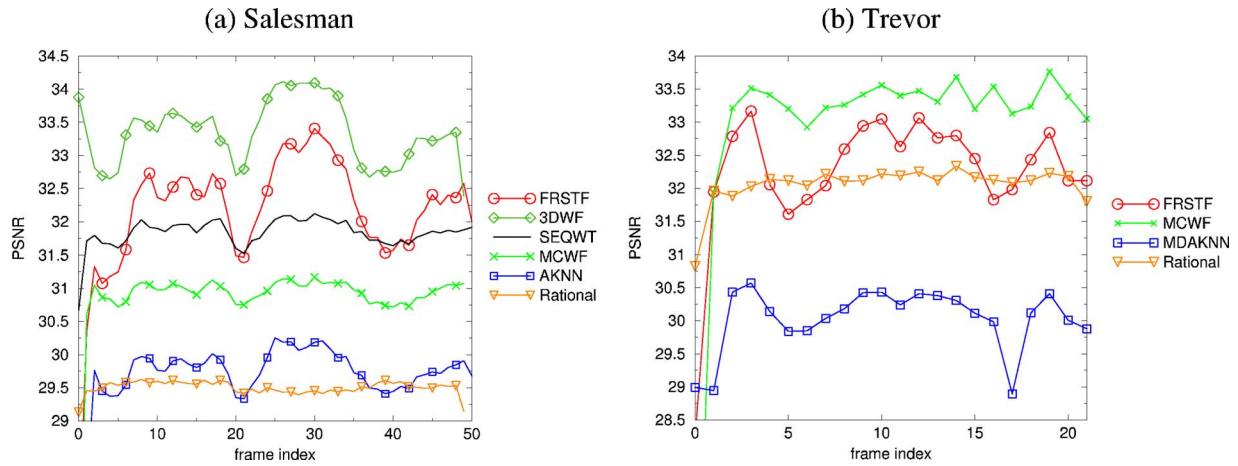 (a) Salesman
34.5
34
33.5
33
32.5
32
31.5
31
30.5
30
29.5
29
PSNR
0 10 20 30 40 50
frame index
FRSTF
3DWF
SEQWT
MCWF
AKNN
Rational
(b) Trevor
34
33.5
33
32.5
32
31.5
31
30.5
30
29.5
29
28.5
PSNR
0 5 10 15 20
frame index
FRSTF
MCWF
MDAKNN
Rational